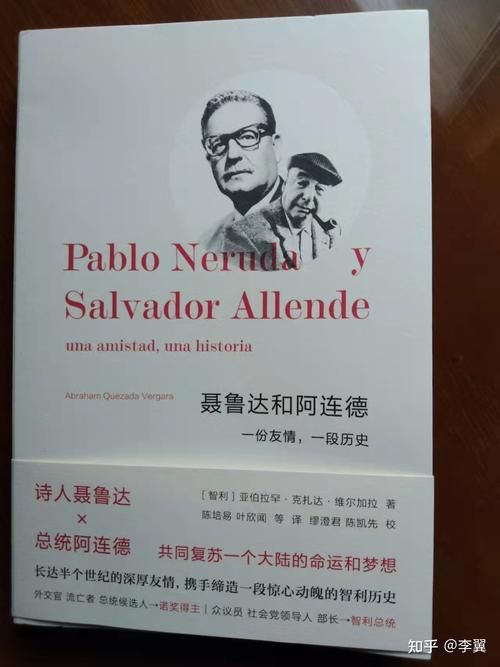 Pablo Neruda y
Salvador Allende
una amistad, una historia
Abraham Quezada Vergara
聂鲁达和阿连德
一份友情，一段历史
诗人聂鲁达
×
总统阿连德
[智利] 亚伯拉罕·克扎达·维尔加拉 著
陈培易 叶欣闻 等 译 缪澄君 陈凯先 校
共同复苏一个大陆的命运和梦想
长达半个世纪的深厚友情，携手缔造一段惊心动魄的智利历史
外交官 流亡者 总统候选人→诺奖得主 | 众议员 社会党领导人 部长→智利总统
知乎 @李翼